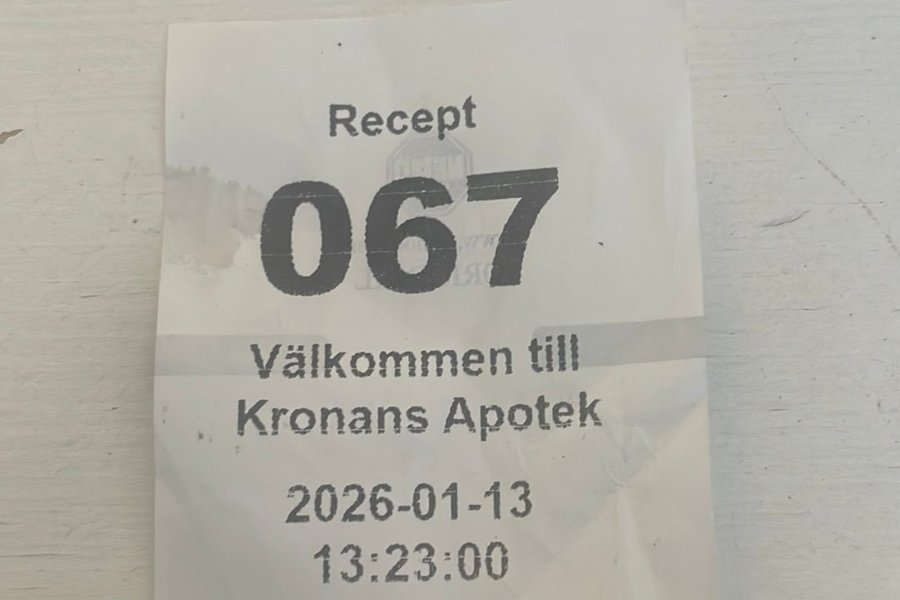 Recept
067
Välkommen till
Kronans Apotek
2026-01-13
13:23:00